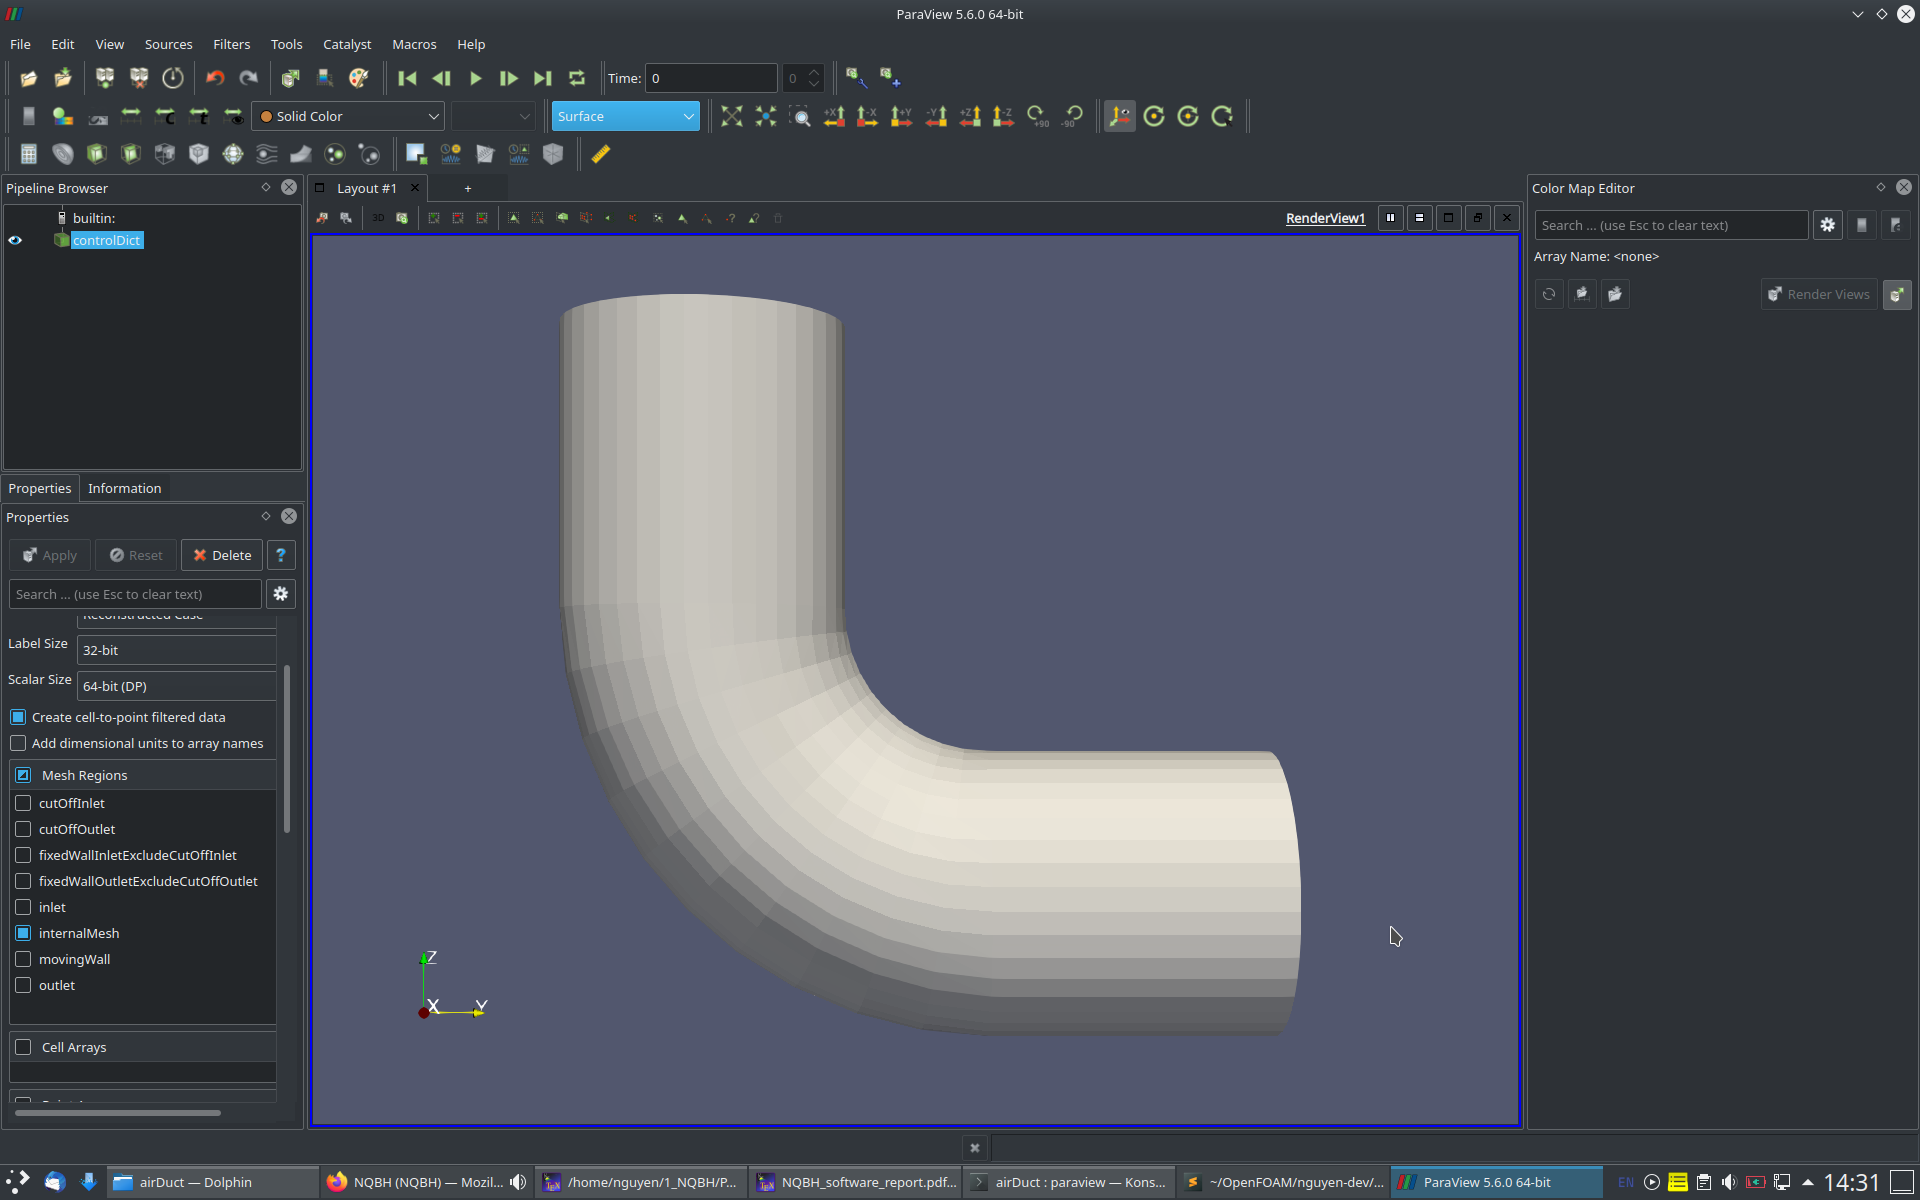 ParaView 5.6.0 64-bit
File Edit View Sources Filters Tools Catalyst Macros Help
Time: 0 0
Solid Color Surface +X -X +Y -Y +Z -Z +90 -90
Pipeline Browser
builtin:
controlDict
Properties Information
Properties
Apply Reset Delete ?
Search ... (use Esc to clear text)
Reconstructed Case
Label Size 32-bit
Scalar Size 64-bit (DP)
Create cell-to-point filtered data
Add dimensional units to array names
Mesh Regions
cutOffInlet
cutOffOutlet
fixedWallInletExcludeCutOffInlet
fixedWallOutletExcludeCutOffOutlet
inlet
internalMesh
movingWall
outlet
Cell Arrays
Layout #1 +
3D RenderView1
Z
X Y
Color Map Editor
Search ... (use Esc to clear text)
Array Name: <none>
Render Views
airDuct — Dolphin NQBH (NQBH) — Mozil... /home/nguyen/1_NQBH/P... NQBH_software_report.pdf... airDuct : paraview — Kons... ~/OpenFOAM/nguyen-dev/... ParaView 5.6.0 64-bit EN 14:31